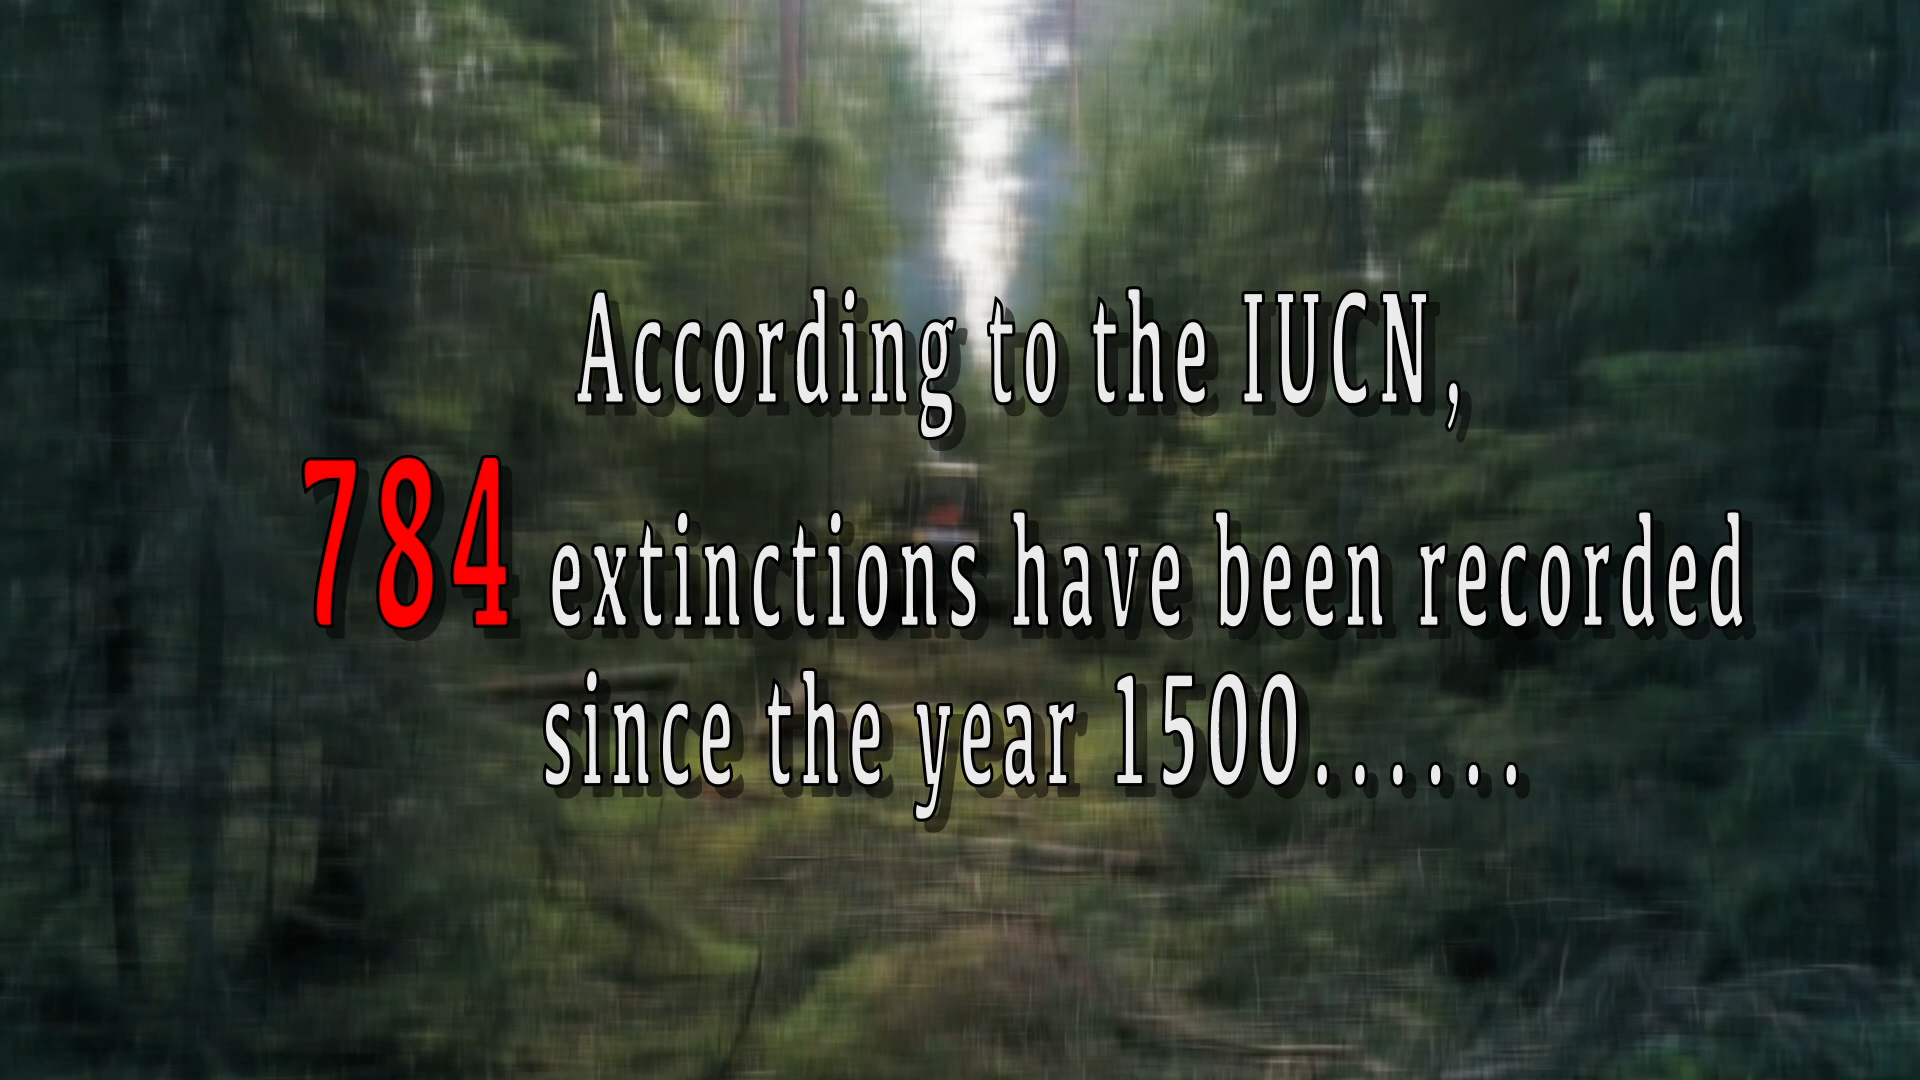 According to the IUCN,
784 extinctions have been recorded
since the year 1500......